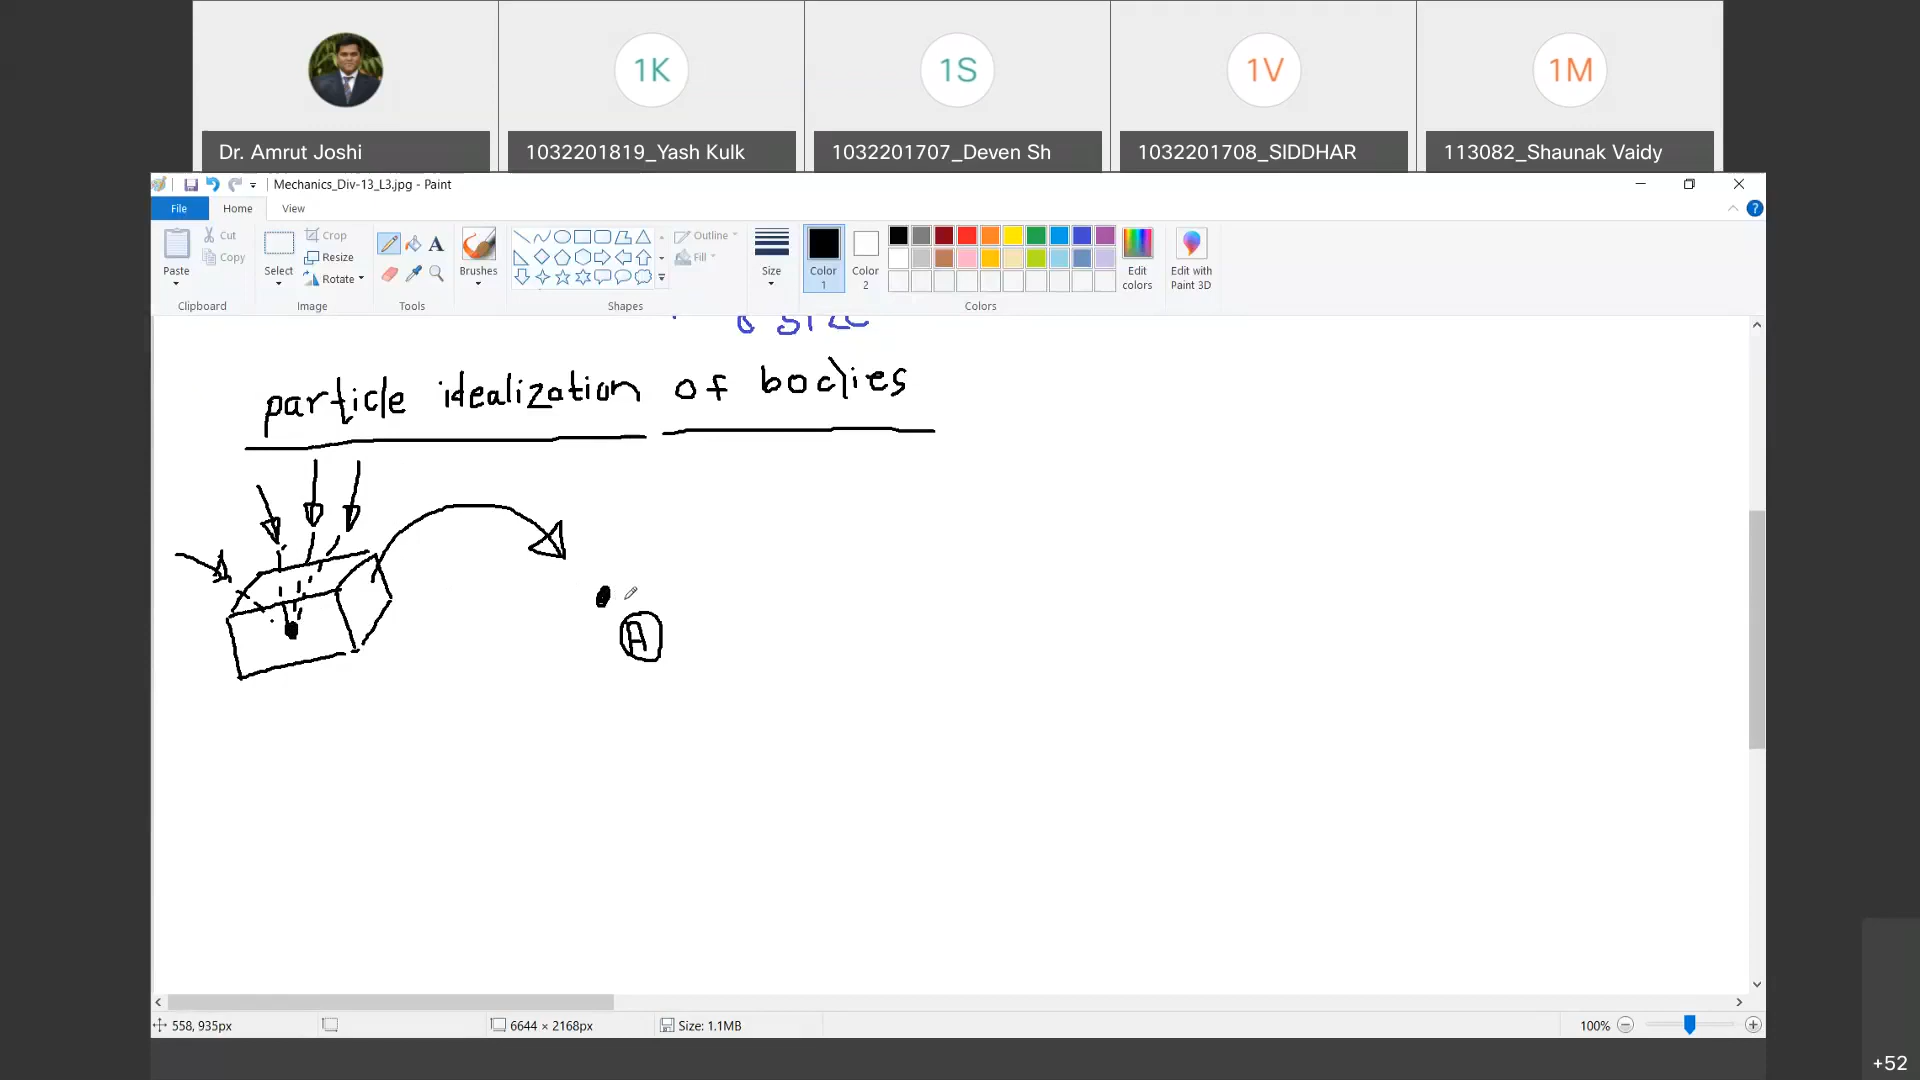 1K
1S
1V
1M
Dr. Amrut Joshi
1032201819_Yash Kulk
1032201707_Deven Sh
1032201708_SIDDHAR
113082_Shaunak Vaidy
Mechanics_Div-13_L3.jpg - Paint
File Home View
Paste
Cut
Copy
Clipboard
Select
Crop
Resize
Rotate
Image
A
Tools
Brushes
Outline
Fill
Shapes
Size
Color 1
Color 2
Edit colors
Colors
Edit with Paint 3D
?
size
particle idealization of bodies
A
558, 935px
6644 × 2168px
Size: 1.1MB
100%
+52